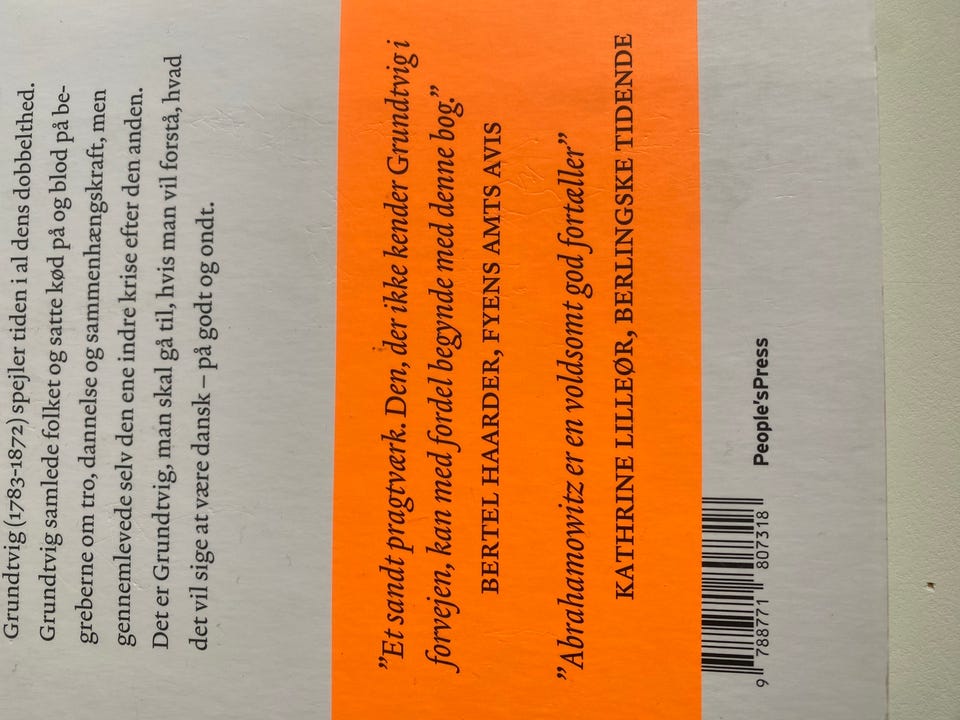 Grundtvig (1783-1872) spejler tiden i al dens dobbelthed.
Grundtvig samlede folket og satte kød på og blod på be-
greberne om tro, dannelse og sammenhængskraft, men
gennemlevede selv den ene indre krise efter den anden.
Det er Grundtvig, man skal gå til, hvis man vil forstå, hvad
det vil sige at være dansk – på godt og ondt.
”Et sandt pragtværk. Den, der ikke kender Grundtvig i
forvejen, kan med fordel begynde med denne bog.”
BERTEL HAARDER, FYENS AMTS AVIS
”Abrahamowitz er en voldsomt god fortæller”
KATHRINE LILLEØR, BERLINGSKE TIDENDE
9 788771 807318
People'sPress